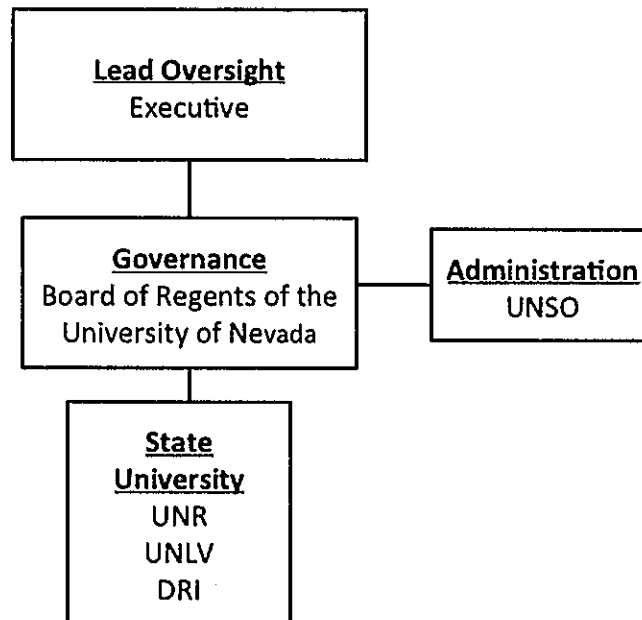 Lead Oversight
Executive
Governance
Board of Regents of the
University of Nevada
Administration
UNSO
State
University
UNR
UNLV
DRI